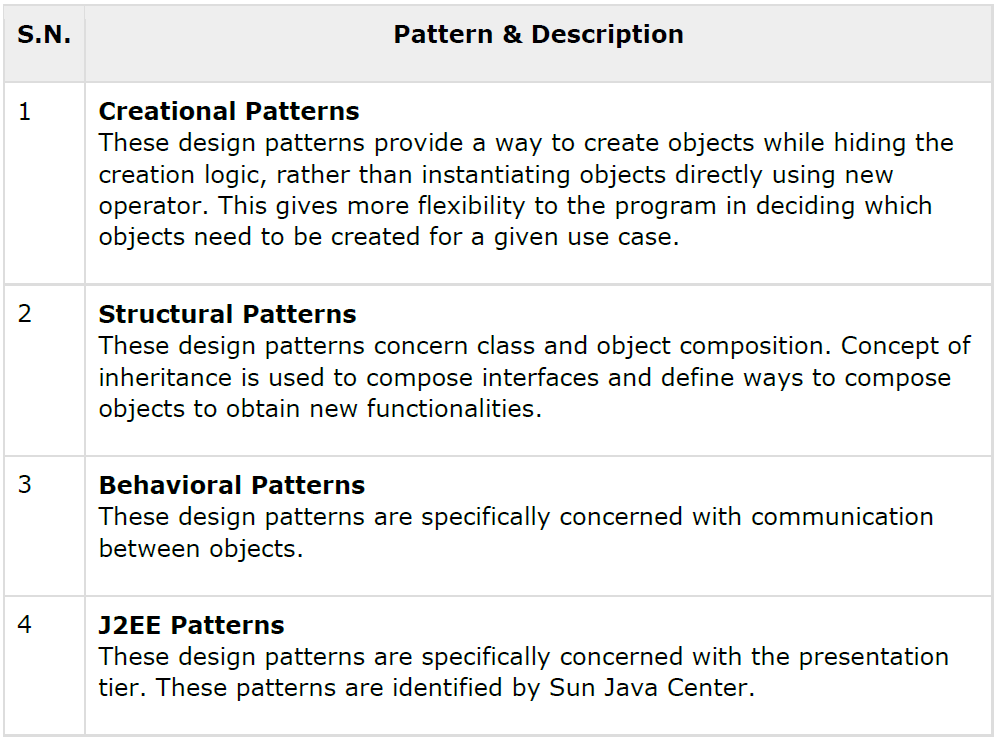 S.N.
Pattern & Description
1
Creational Patterns
These design patterns provide a way to create objects while hiding the
creation logic, rather than instantiating objects directly using new
operator. This gives more flexibility to the program in deciding which
objects need to be created for a given use case.
2
Structural Patterns
These design patterns concern class and object composition. Concept of
inheritance is used to compose interfaces and define ways to compose
objects to obtain new functionalities.
3
Behavioral Patterns
These design patterns are specifically concerned with communication
between objects.
4
J2EE Patterns
These design patterns are specifically concerned with the presentation
tier. These patterns are identified by Sun Java Center.